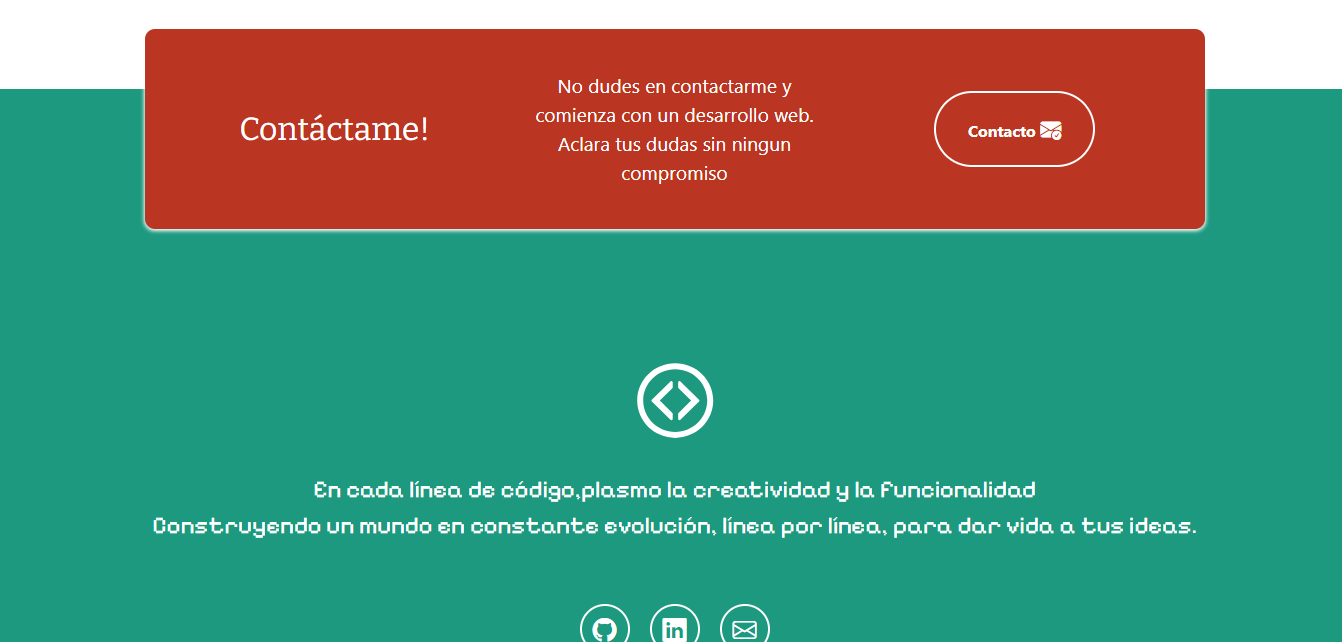 Contáctame!
No dudes en contactarme y
comienza con un desarrollo web.
Aclara tus dudas sin ningun
compromiso
Contacto
En cada línea de código,plasmo la creatividad y la funcionalidad
Construyendo un mundo en constante evolución, línea por línea, para dar vida a tus ideas.
in